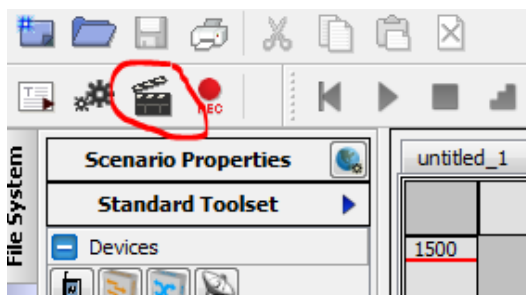 REC
Scenario Properties
untitled_1
Standard Toolset
File System
Devices
1500